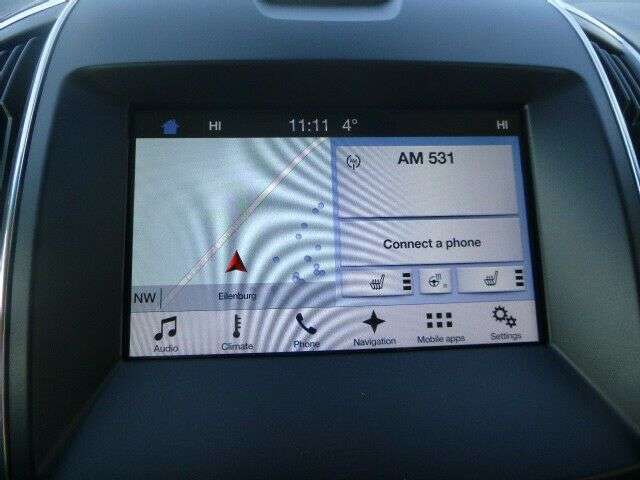 HI 11:11 4° HI
AM 531
Connect a phone
NW
Eilenburg
Audio Climate Phone Navigation Mobile apps Settings